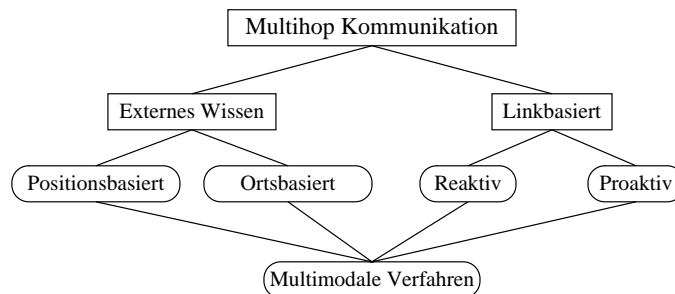 Multihop Kommunikation
Externes Wissen
Linkbasiert
Positionsbasiert
Ortsbasiert
Reaktiv
Proaktiv
Multimodale Verfahren